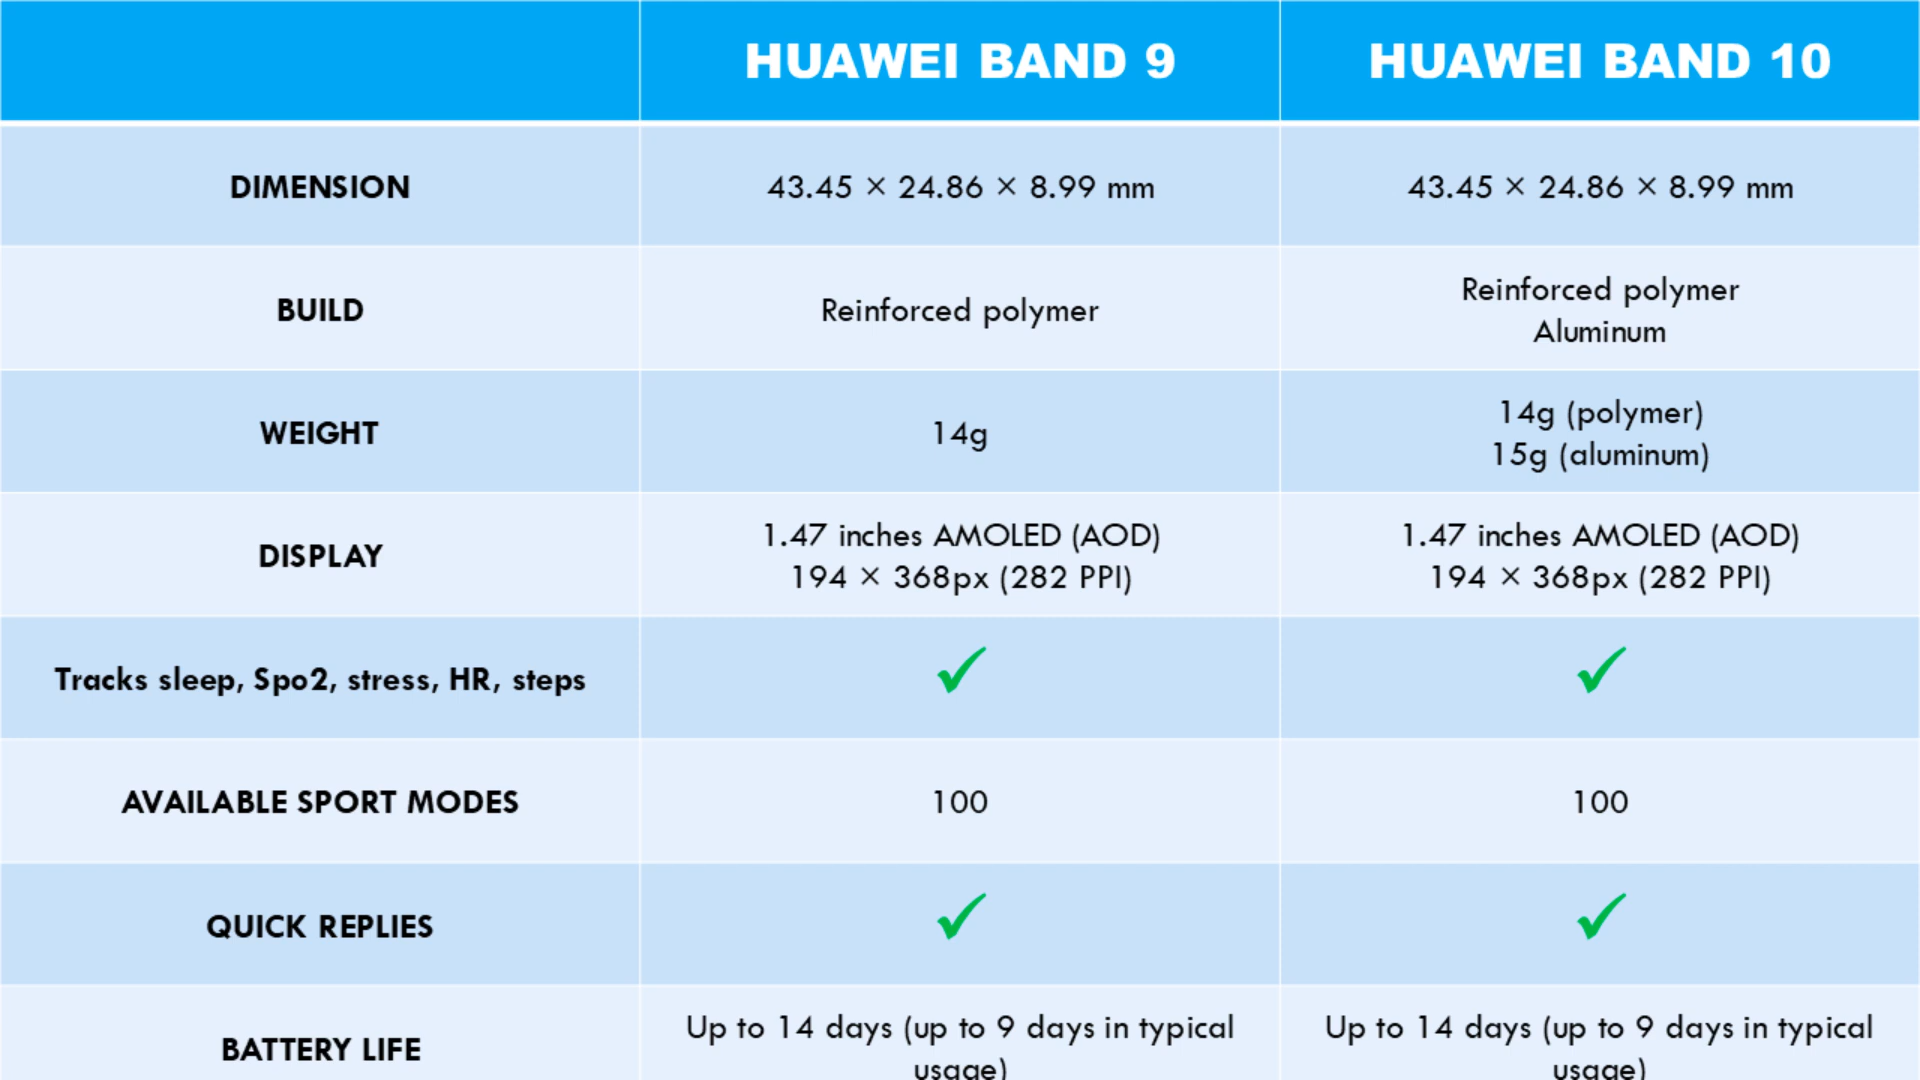 HUAWEI BAND 9
HUAWEI BAND 10
DIMENSION
43.45 × 24.86 × 8.99 mm
43.45 × 24.86 × 8.99 mm
BUILD
Reinforced polymer
Reinforced polymer
Aluminum
WEIGHT
14g
14g (polymer)
15g (aluminum)
DISPLAY
1.47 inches AMOLED (AOD)
194 × 368px (282 PPI)
1.47 inches AMOLED (AOD)
194 × 368px (282 PPI)
Tracks sleep, Spo2, stress, HR, steps
✓
✓
AVAILABLE SPORT MODES
100
100
QUICK REPLIES
✓
✓
BATTERY LIFE
Up to 14 days (up to 9 days in typical
usage)
Up to 14 days (up to 9 days in typical
usage)